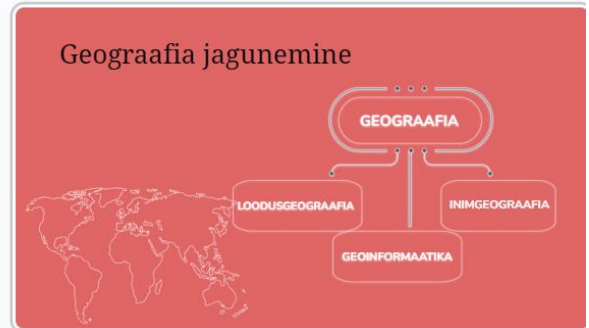 Geograafia jagunemine
GEOGRAAFIA
LOODUSGEOGRAAFIA
INIMGEOGRAAFIA
GEOINFORMAATIKA